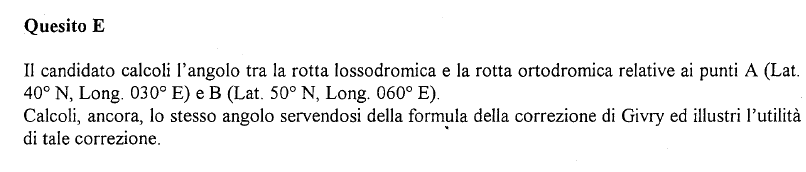 Quesito E
Il candidato calcoli l'angolo tra la rotta lossodromica e la rotta ortodromica relative ai punti A (Lat.
40° N, Long. 030° E) e B (Lat. 50° N, Long. 060° E).
Calcoli, ancora, lo stesso angolo servendosi della formula della correzione di Givry ed illustri l'utilità
di tale correzione.